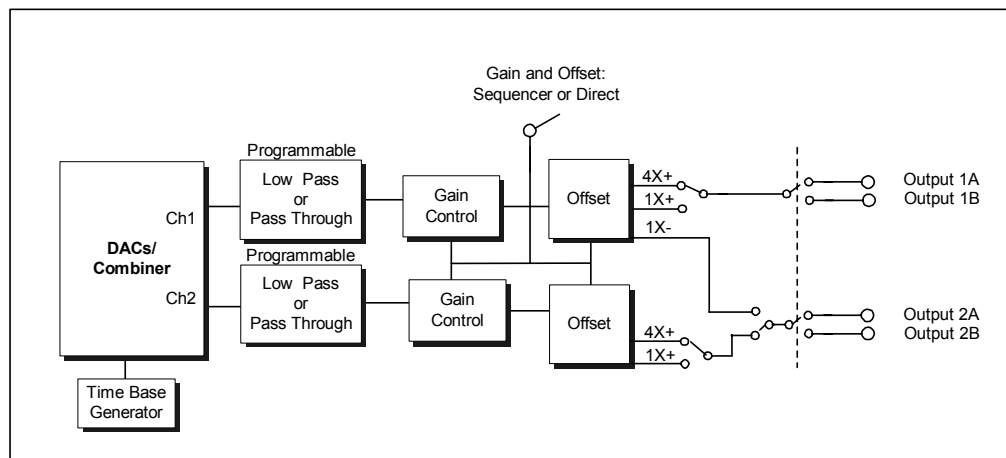 Gain and Offset:
Sequencer or Direct
Programmable
Low Pass
or
Pass Through
Gain
Control
Offset
4X+
1X+
1X-
Output 1A
Output 1B
Ch1
DACs/
Combiner
Ch2
Programmable
Low Pass
or
Pass Through
Gain
Control
Offset
4X+
1X+
Output 2A
Output 2B
Time Base
Generator